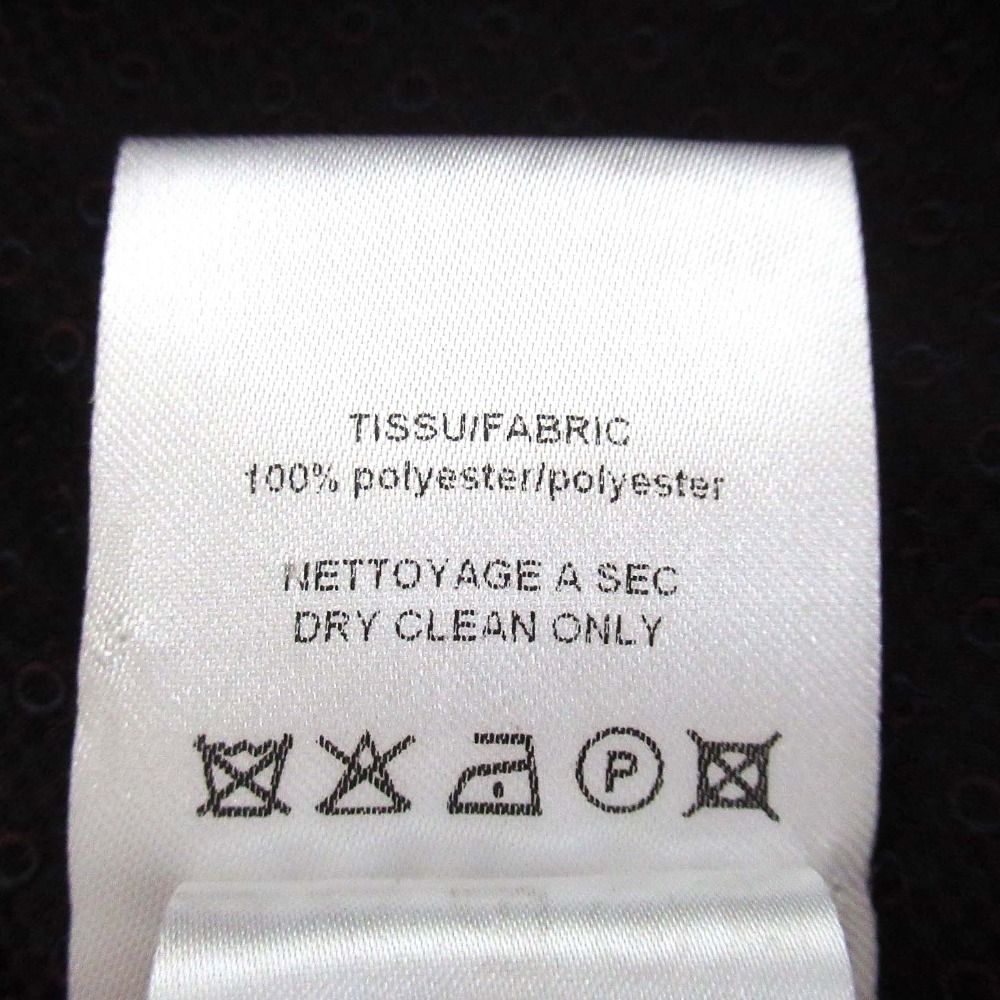 TISSU/FABRIC
100% polyester/polyester
NETTOYAGE A SEC
DRY CLEAN ONLY
P